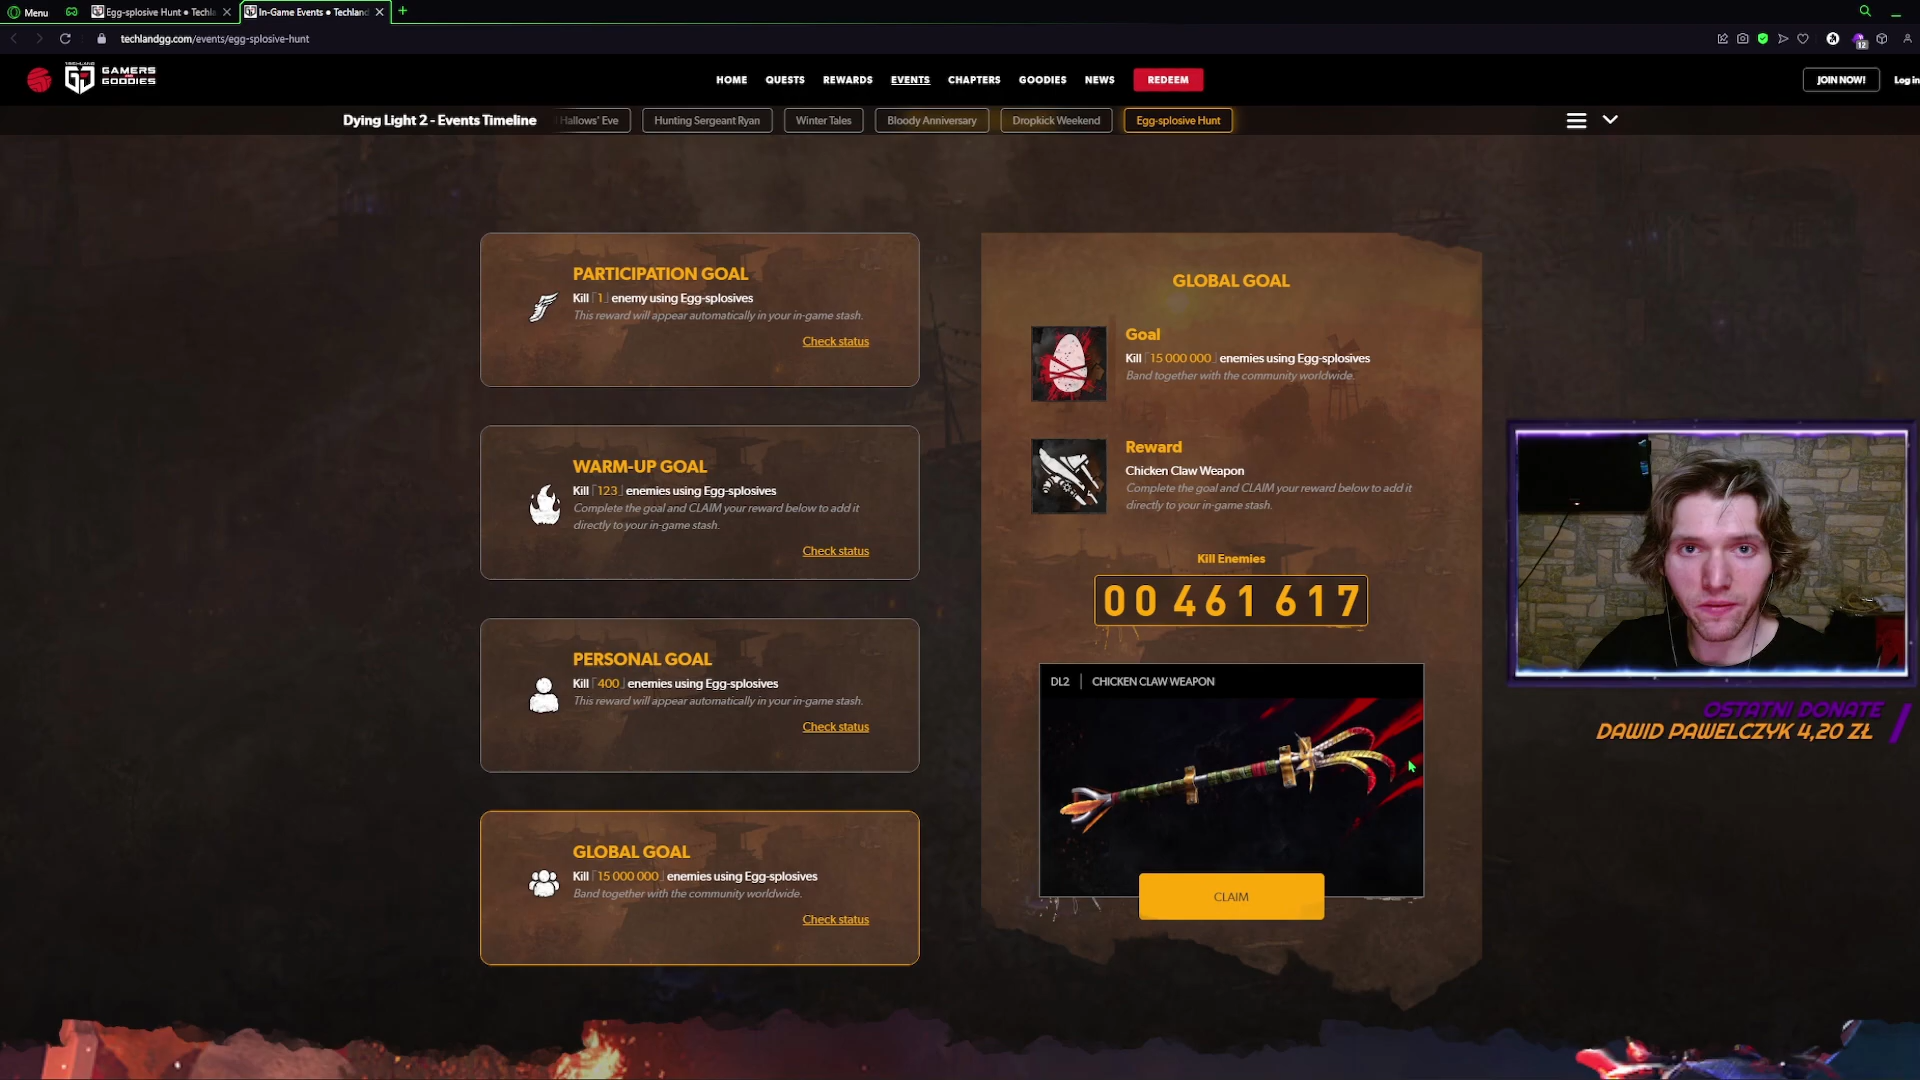 Menu
Egg-splosive Hunt ● Techla
In-Game Events ● Techland
techlandgg.com/events/egg-splosive-hunt
12
GAMERS
GOODIES
HOME
QUESTS
REWARDS
EVENTS
CHAPTERS
GOODIES
NEWS
REDEEM
JOIN NOW!
Log in
Dying Light 2 - Events Timeline
Hallows' Eve
Hunting Sergeant Ryan
Winter Tales
Bloody Anniversary
Dropkick Weekend
Egg-splosive Hunt
PARTICIPATION GOAL
Kill「1」enemy using Egg-splosives
This reward will appear automatically in your in-game stash.
Check status
WARM-UP GOAL
Kill「123」enemies using Egg-splosives
Complete the goal and CLAIM your reward below to add it
directly to your in-game stash.
Check status
PERSONAL GOAL
Kill「400」enemies using Egg-splosives
This reward will appear automatically in your in-game stash.
Check status
GLOBAL GOAL
Kill「15 000 000」enemies using Egg-splosives
Band together with the community worldwide.
Check status
GLOBAL GOAL
Goal
Kill「15 000 000」enemies using Egg-splosives
Band together with the community worldwide.
Reward
Chicken Claw Weapon
Complete the goal and CLAIM your reward below to add it
directly to your in-game stash.
Kill Enemies
00 461 617
DL2 | CHICKEN CLAW WEAPON
CLAIM
OSTATNI DONATE
DAWID PAWELCZYK 4,20 ZŁ